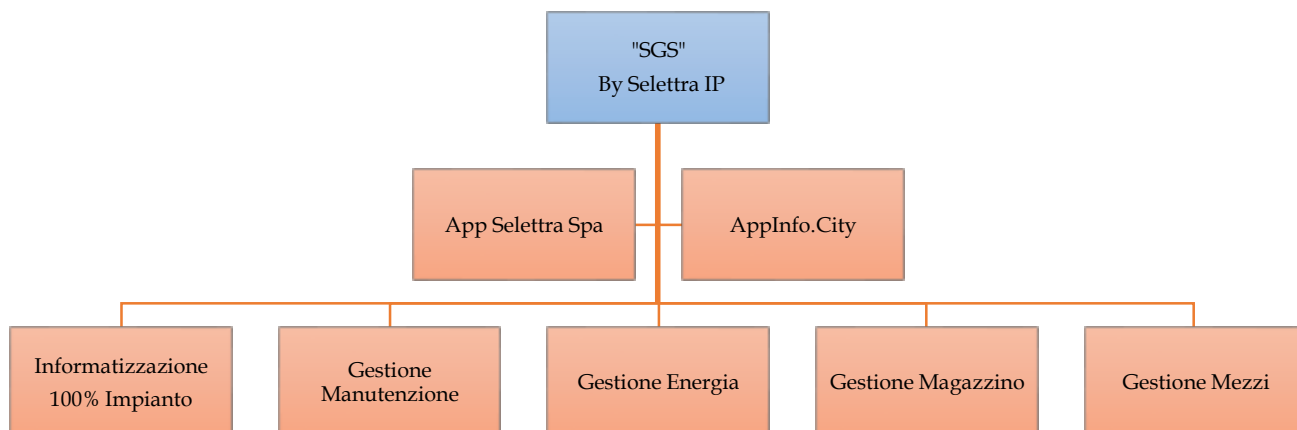 "SGS"
By Selettra IP
App Selettra Spa
AppInfo.City
Informatizzazione
100% Impianto
Gestione
Manutenzione
Gestione Energia
Gestione Magazzino
Gestione Mezzi